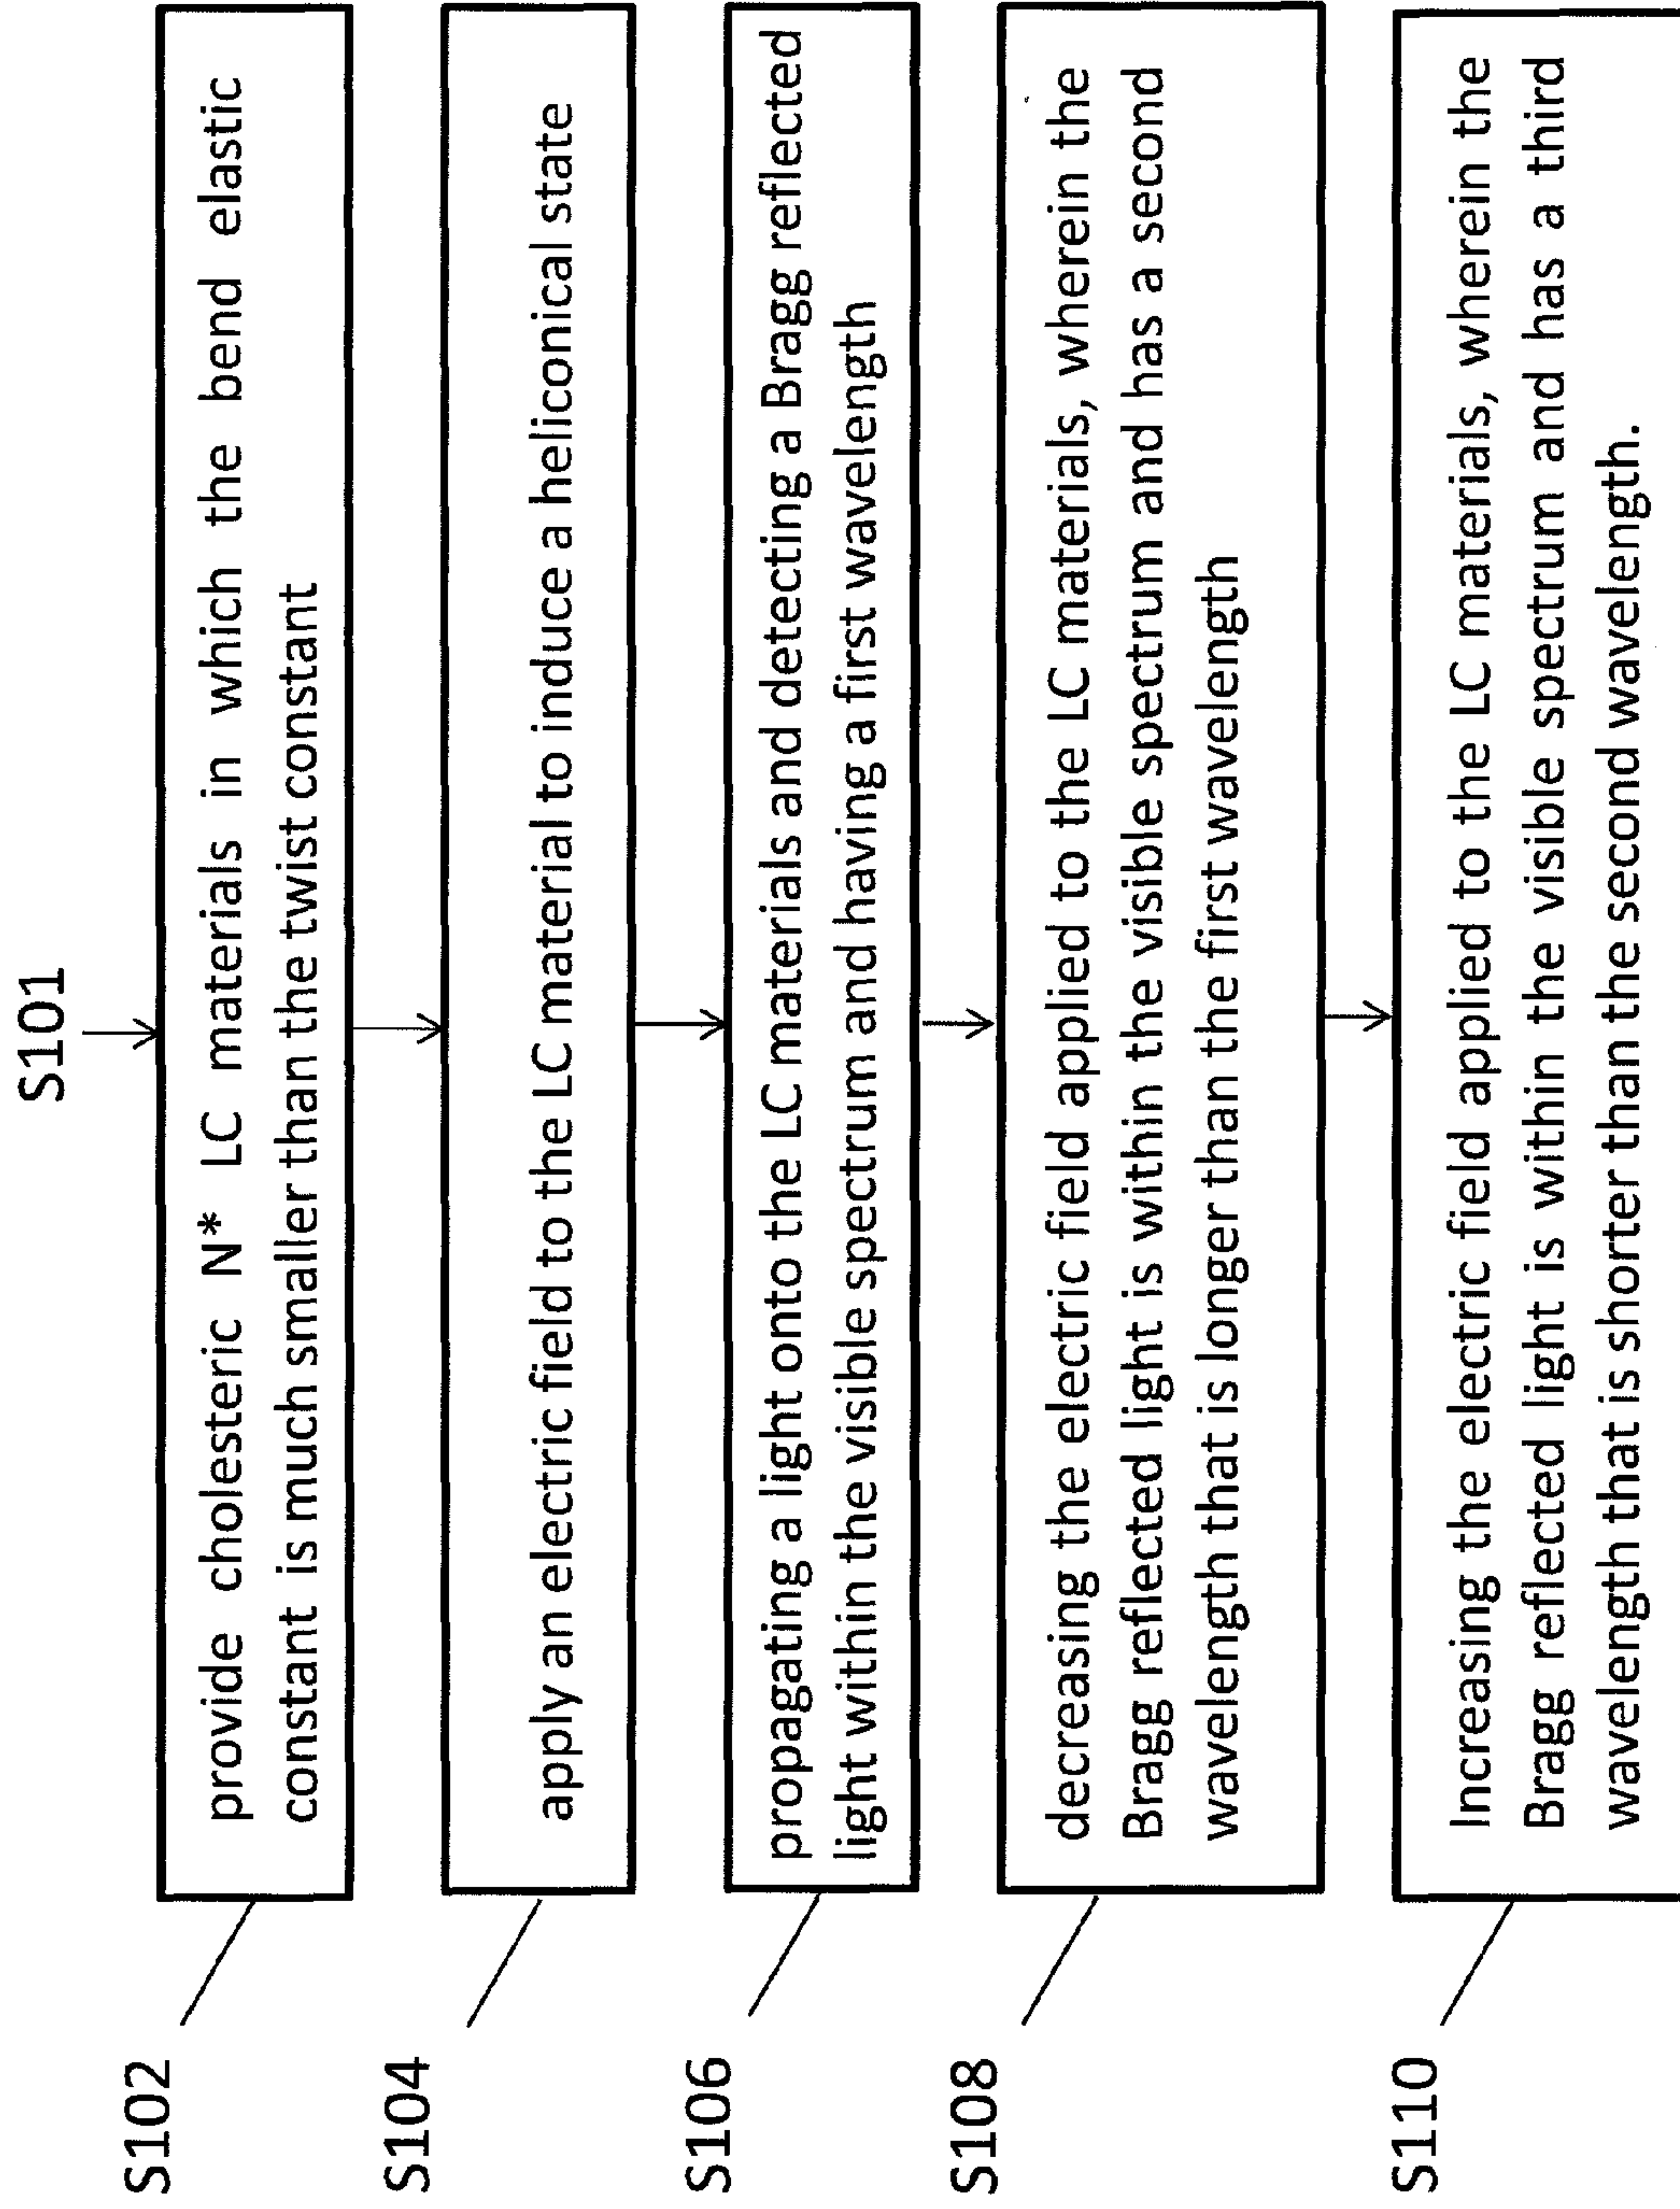 S101
S102
provide cholesteric N* LC materials in which the bend elastic
constant is much smaller than the twist constant
S104
apply an electric field to the LC material to induce a heliconical state
S106
propagating a light onto the LC materials and detecting a Bragg reflected
light within the visible spectrum and having a first wavelength
S108
decreasing the electric field applied to the LC materials, wherein the
Bragg reflected light is within the visible spectrum and has a second
wavelength that is longer than the first wavelength
S110
Increasing the electric field applied to the LC materials, wherein the
Bragg reflected light is within the visible spectrum and has a third
wavelength that is shorter than the second wavelength.